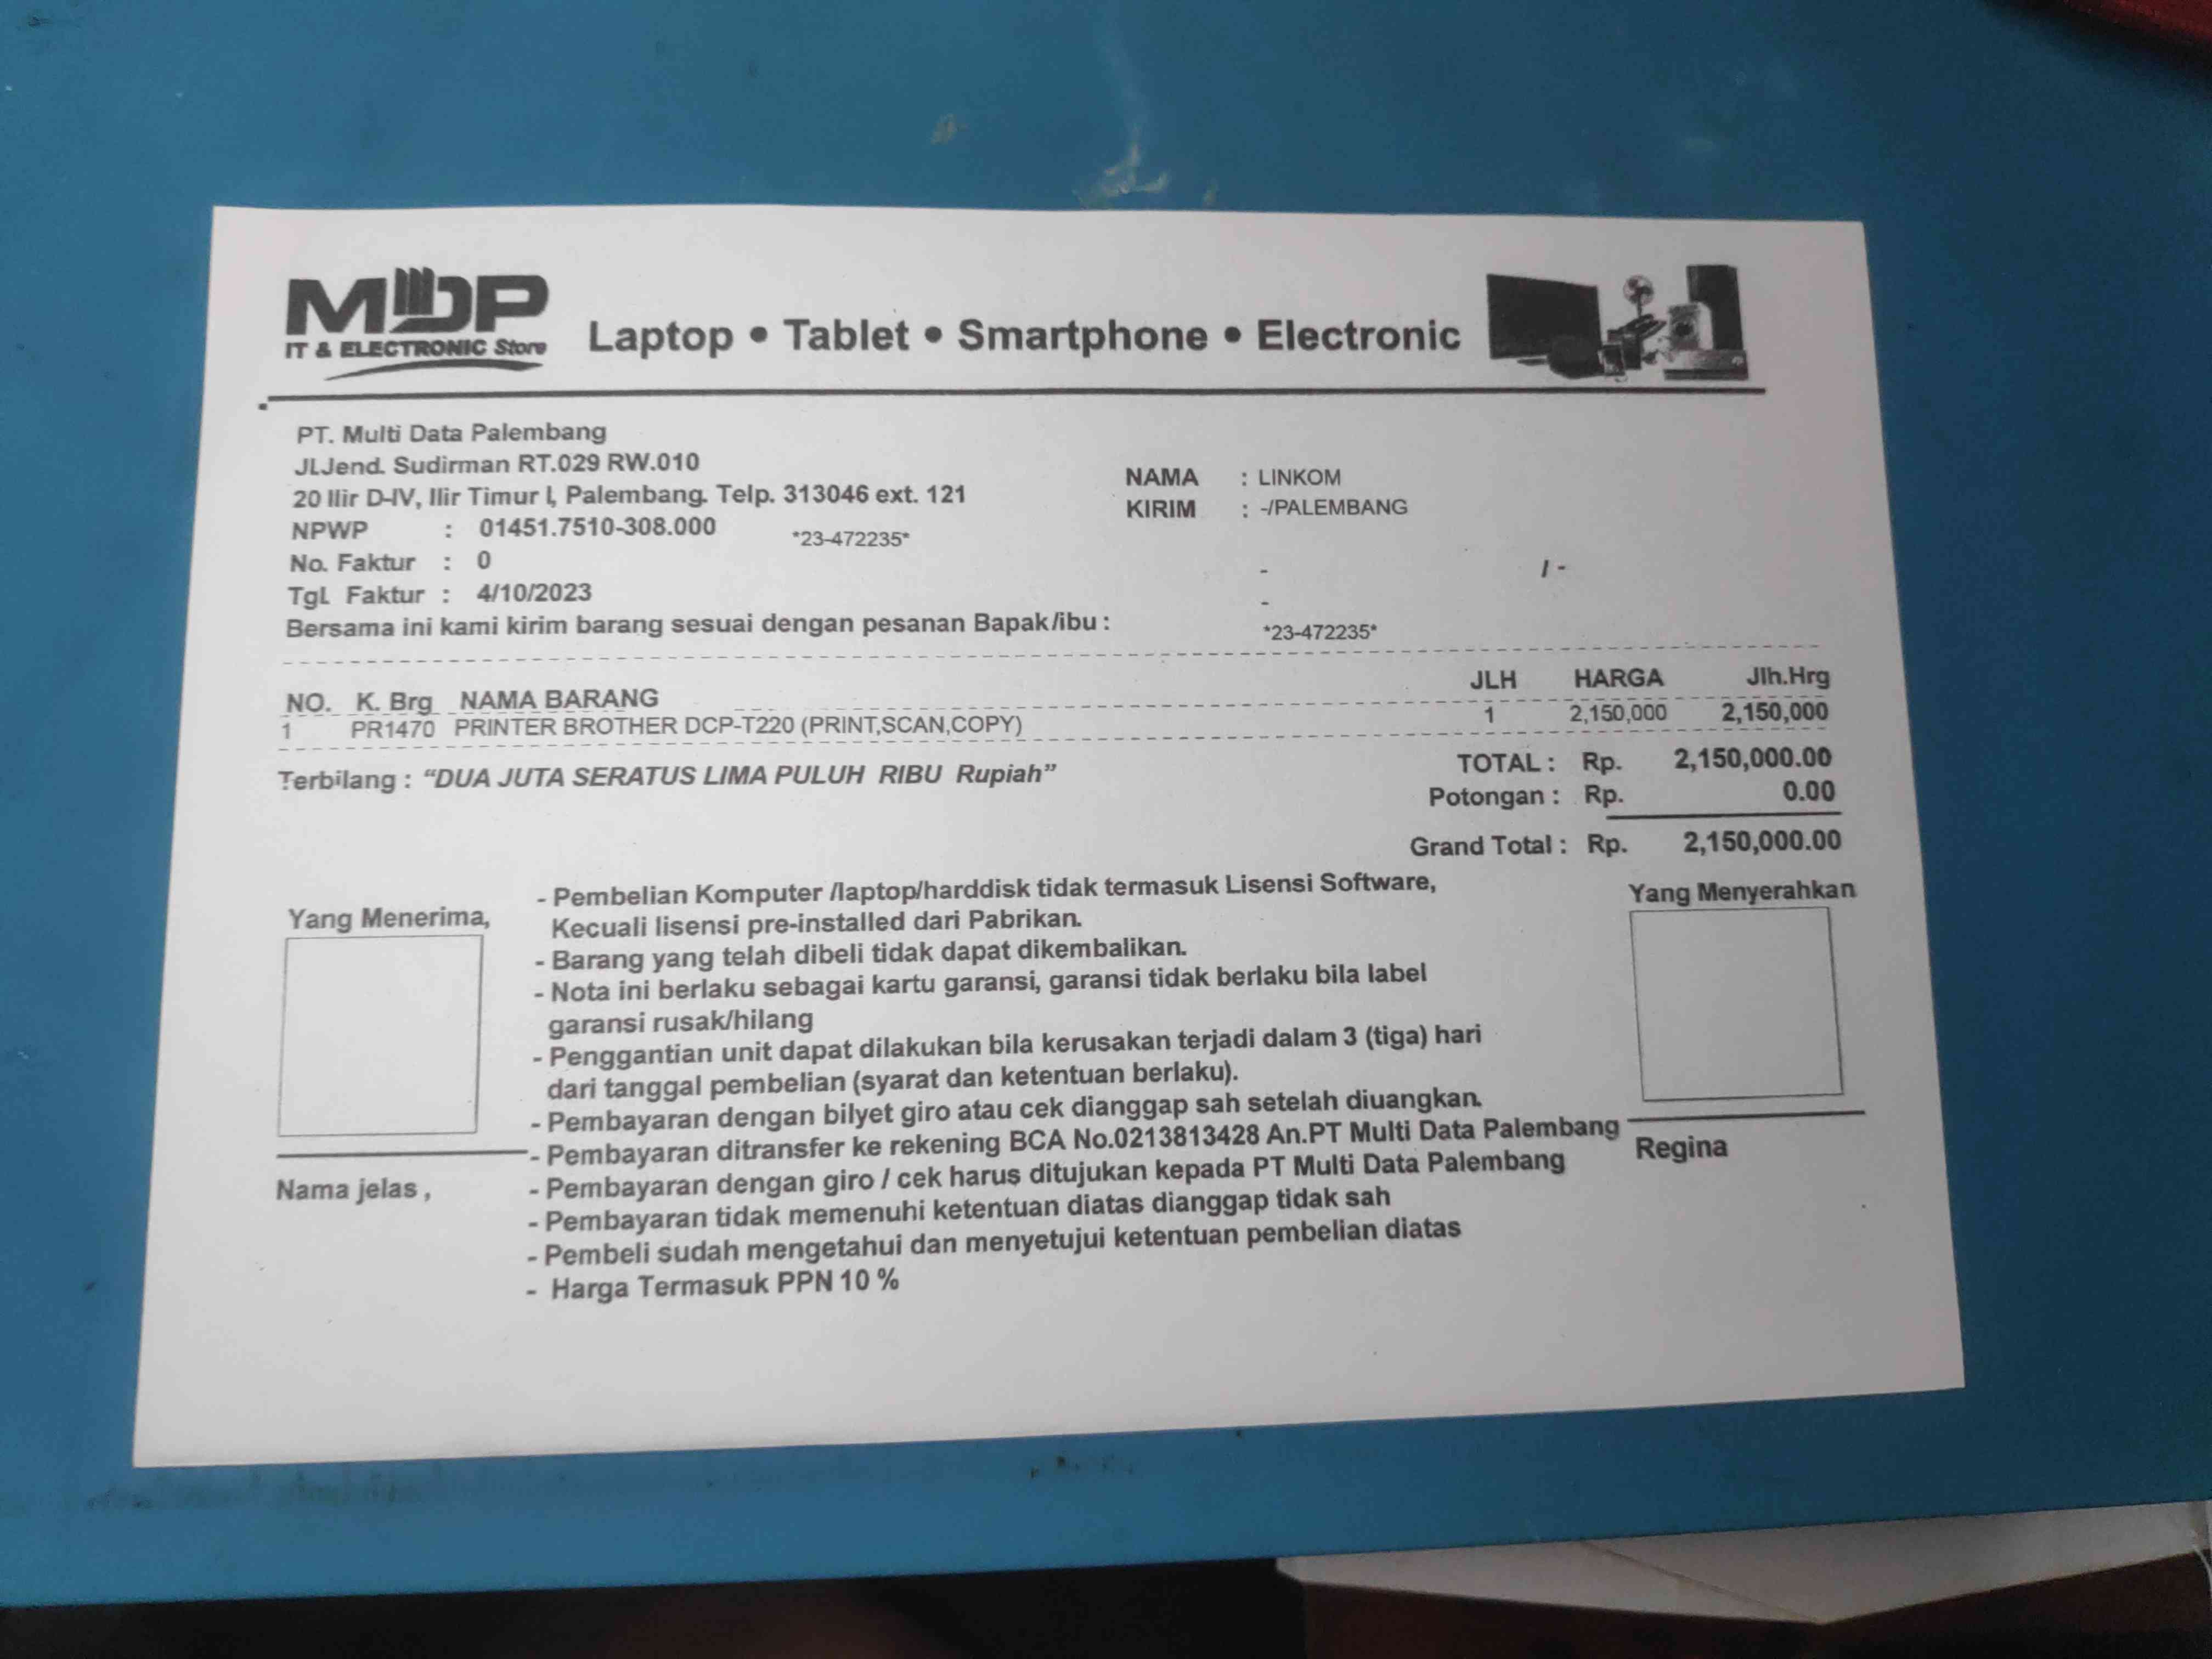 MDP
IT & ELECTRONIC Store
Laptop • Tablet • Smartphone • Electronic
PT. Multi Data Palembang
JL.Jend. Sudirman RT.029 RW.010
20 Ilir D-IV, Ilir Timur I, Palembang. Telp. 313046 ext. 121
NPWP : 01451.7510-308.000 *23-472235*
No. Faktur : 0
Tgl. Faktur : 4/10/2023
Bersama ini kami kirim barang sesuai dengan pesanan Bapak/ibu :
NAMA : LINKOM
KIRIM : -/PALEMBANG
- / -
-
*23-472235*
NO. K. Brg NAMA BARANG JLH HARGA Jlh.Hrg
1 PR1470 PRINTER BROTHER DCP-T220 (PRINT,SCAN,COPY) 1 2,150,000 2,150,000
Terbilang : “DUA JUTA SERATUS LIMA PULUH RIBU Rupiah”
TOTAL : Rp. 2,150,000.00
Potongan : Rp. 0.00
Grand Total : Rp. 2,150,000.00
Yang Menerima,
Nama jelas ,
- Pembelian Komputer /laptop/harddisk tidak termasuk Lisensi Software,
Kecuali lisensi pre-installed dari Pabrikan.
- Barang yang telah dibeli tidak dapat dikembalikan.
- Nota ini berlaku sebagai kartu garansi, garansi tidak berlaku bila label
garansi rusak/hilang
- Penggantian unit dapat dilakukan bila kerusakan terjadi dalam 3 (tiga) hari
dari tanggal pembelian (syarat dan ketentuan berlaku).
- Pembayaran dengan bilyet giro atau cek dianggap sah setelah diuangkan.
- Pembayaran ditransfer ke rekening BCA No.0213813428 An.PT Multi Data Palembang
- Pembayaran dengan giro / cek harus ditujukan kepada PT Multi Data Palembang
- Pembayaran tidak memenuhi ketentuan diatas dianggap tidak sah
- Pembeli sudah mengetahui dan menyetujui ketentuan pembelian diatas
- Harga Termasuk PPN 10 %
Yang Menyerahkan
Regina